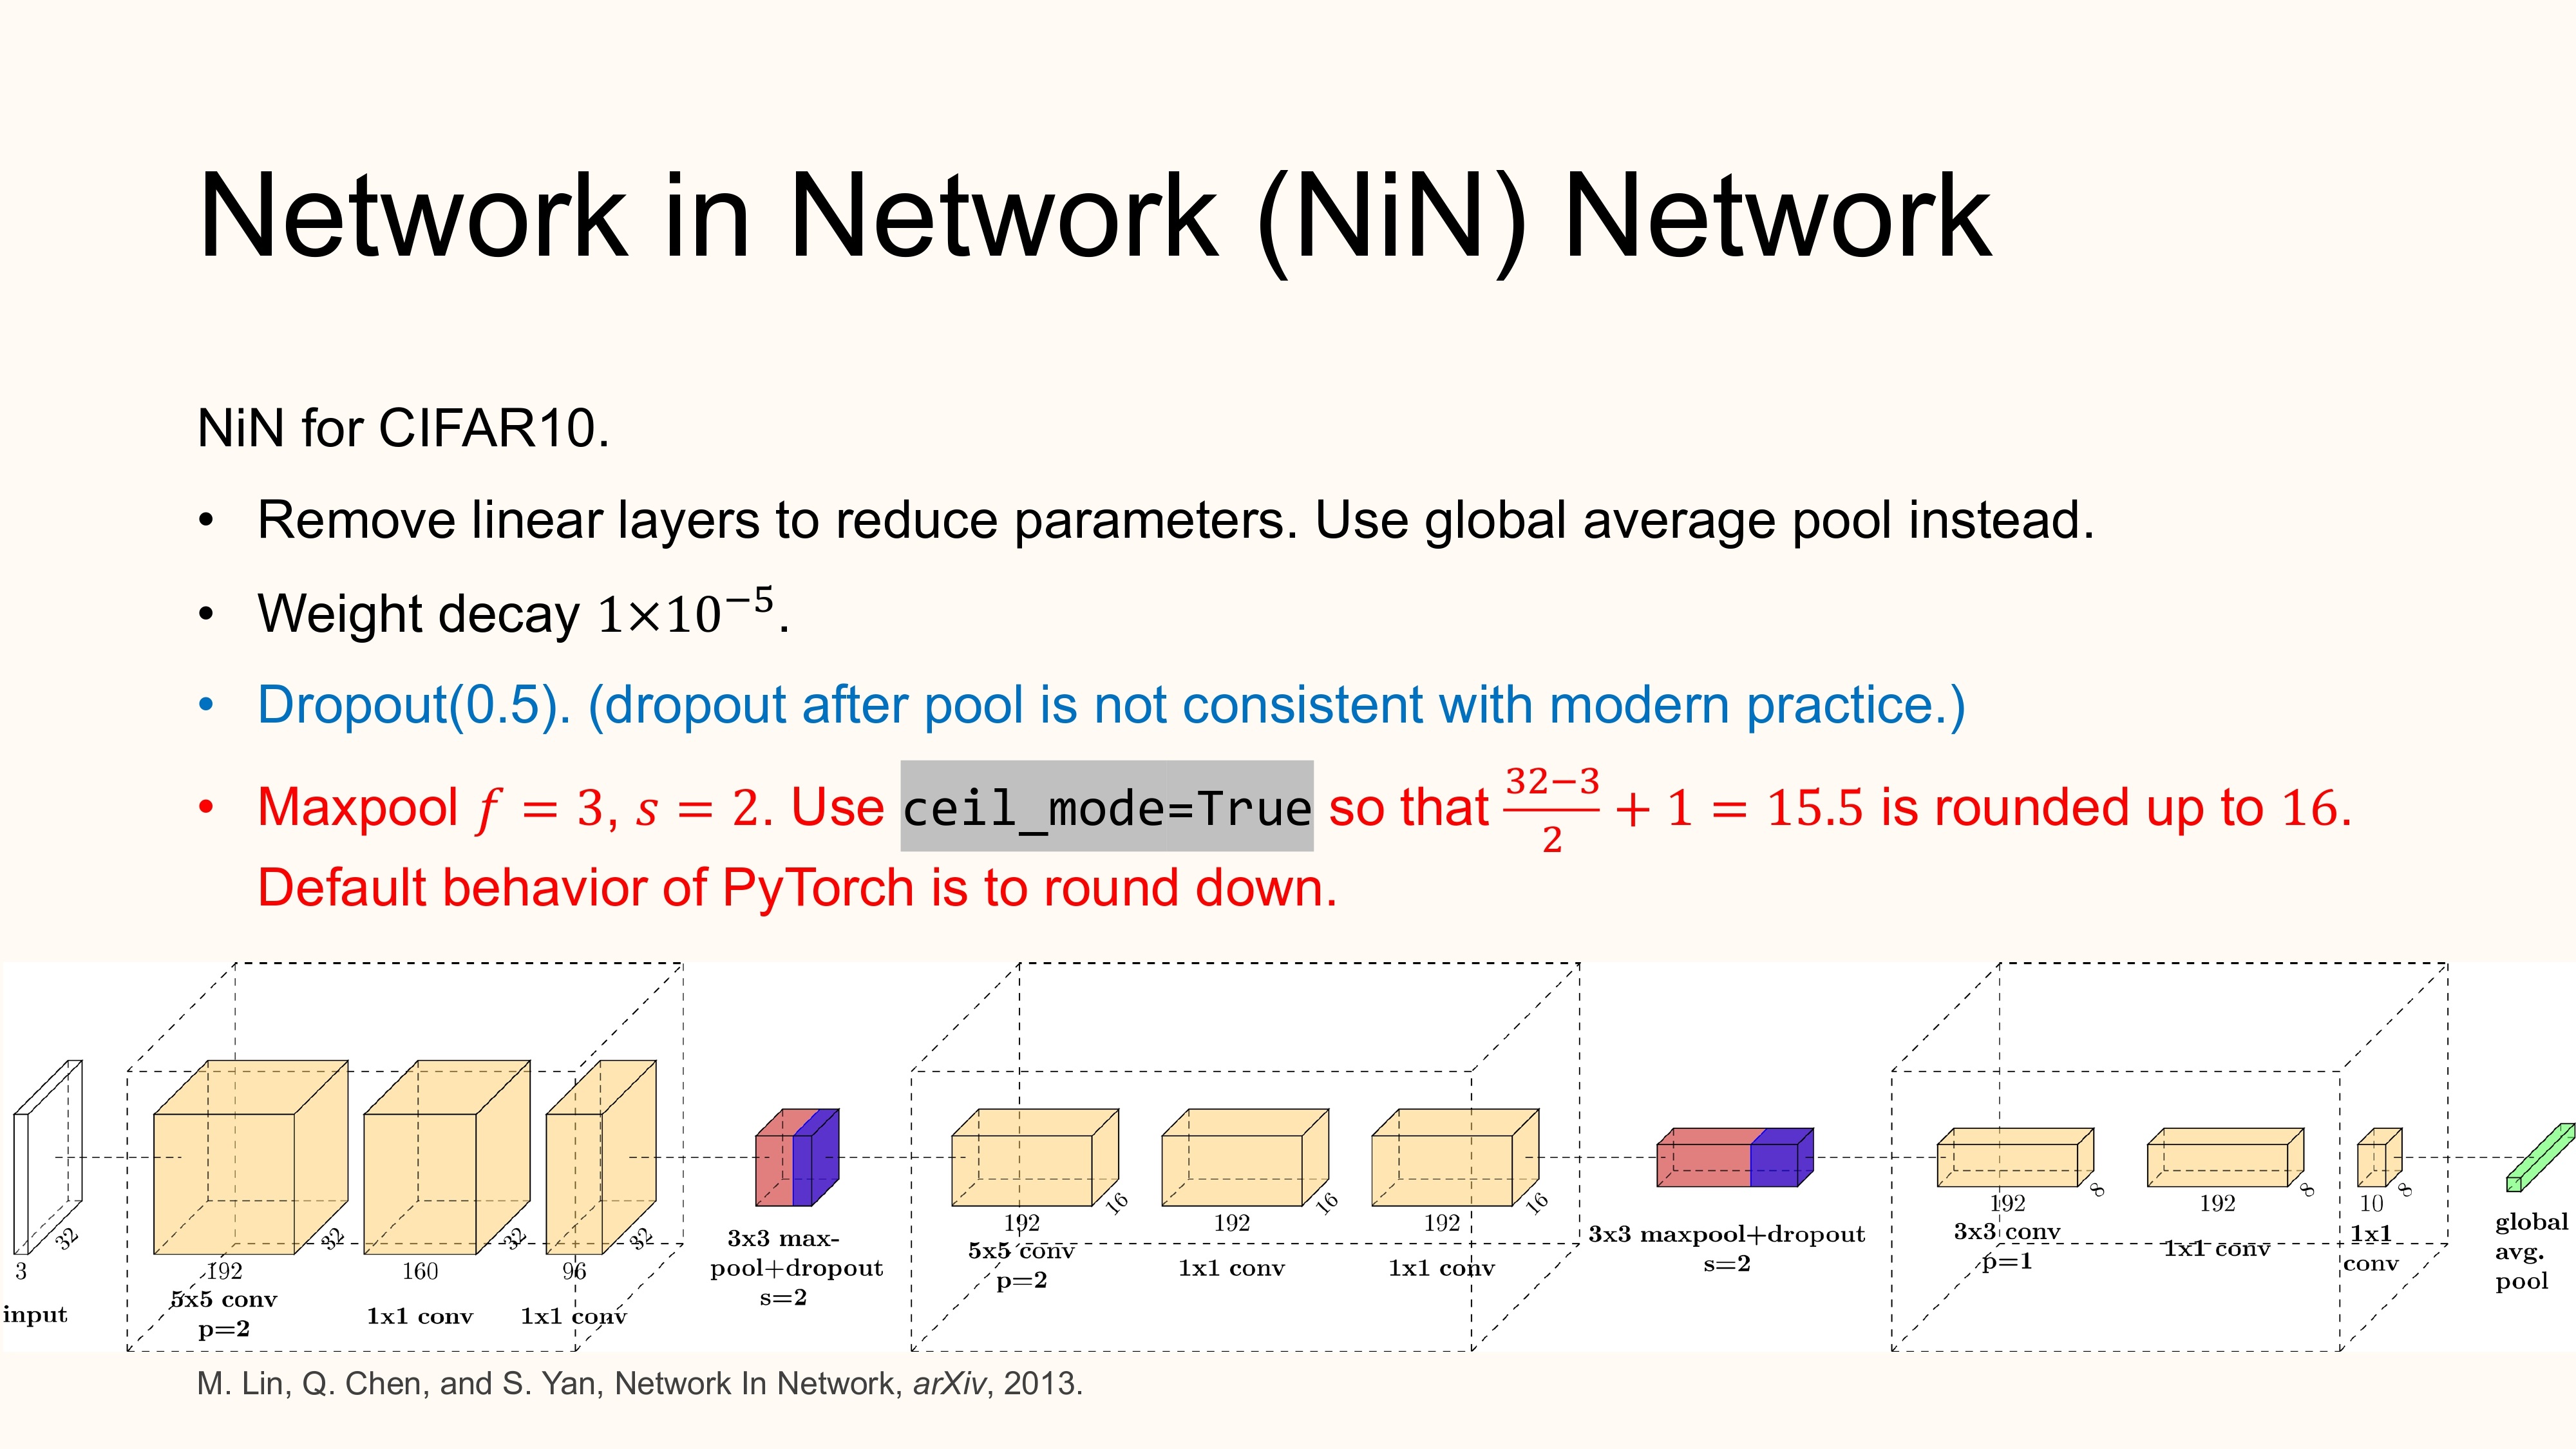 Network in Network (NiN) Network
NiN for CIFAR10.
• Remove linear layers to reduce parameters. Use global average pool instead.
• Weight decay 1×10⁻⁵.
• Dropout(0.5). (dropout after pool is not consistent with modern practice.)
• Maxpool f = 3, s = 2. Use ceil_mode=True so that (32−3)/2 + 1 = 15.5 is rounded up to 16.
Default behavior of PyTorch is to round down.
3
32
input
192
32
5x5 conv
p=2
160
32
1x1 conv
96
32
1x1 conv
3x3 max-
pool+dropout
s=2
192
16
5x5 conv
p=2
192
16
1x1 conv
192
16
1x1 conv
3x3 maxpool+dropout
s=2
192
8
3x3 conv
p=1
192
8
1x1 conv
10
8
1x1
conv
global
avg.
pool
M. Lin, Q. Chen, and S. Yan, Network In Network, arXiv, 2013.